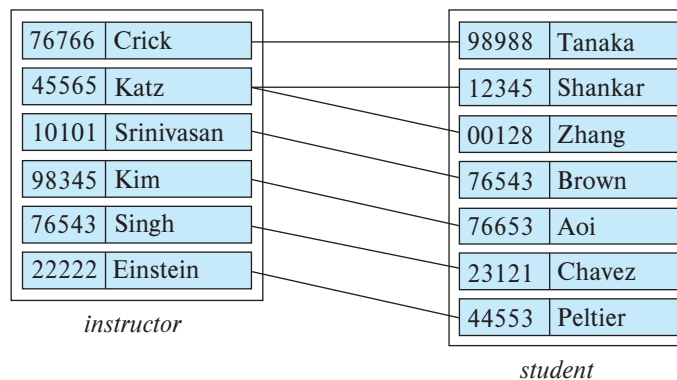 76766 Crick
45565 Katz
10101 Srinivasan
98345 Kim
76543 Singh
22222 Einstein
instructor
98988 Tanaka
12345 Shankar
00128 Zhang
76543 Brown
76653 Aoi
23121 Chavez
44553 Peltier
student